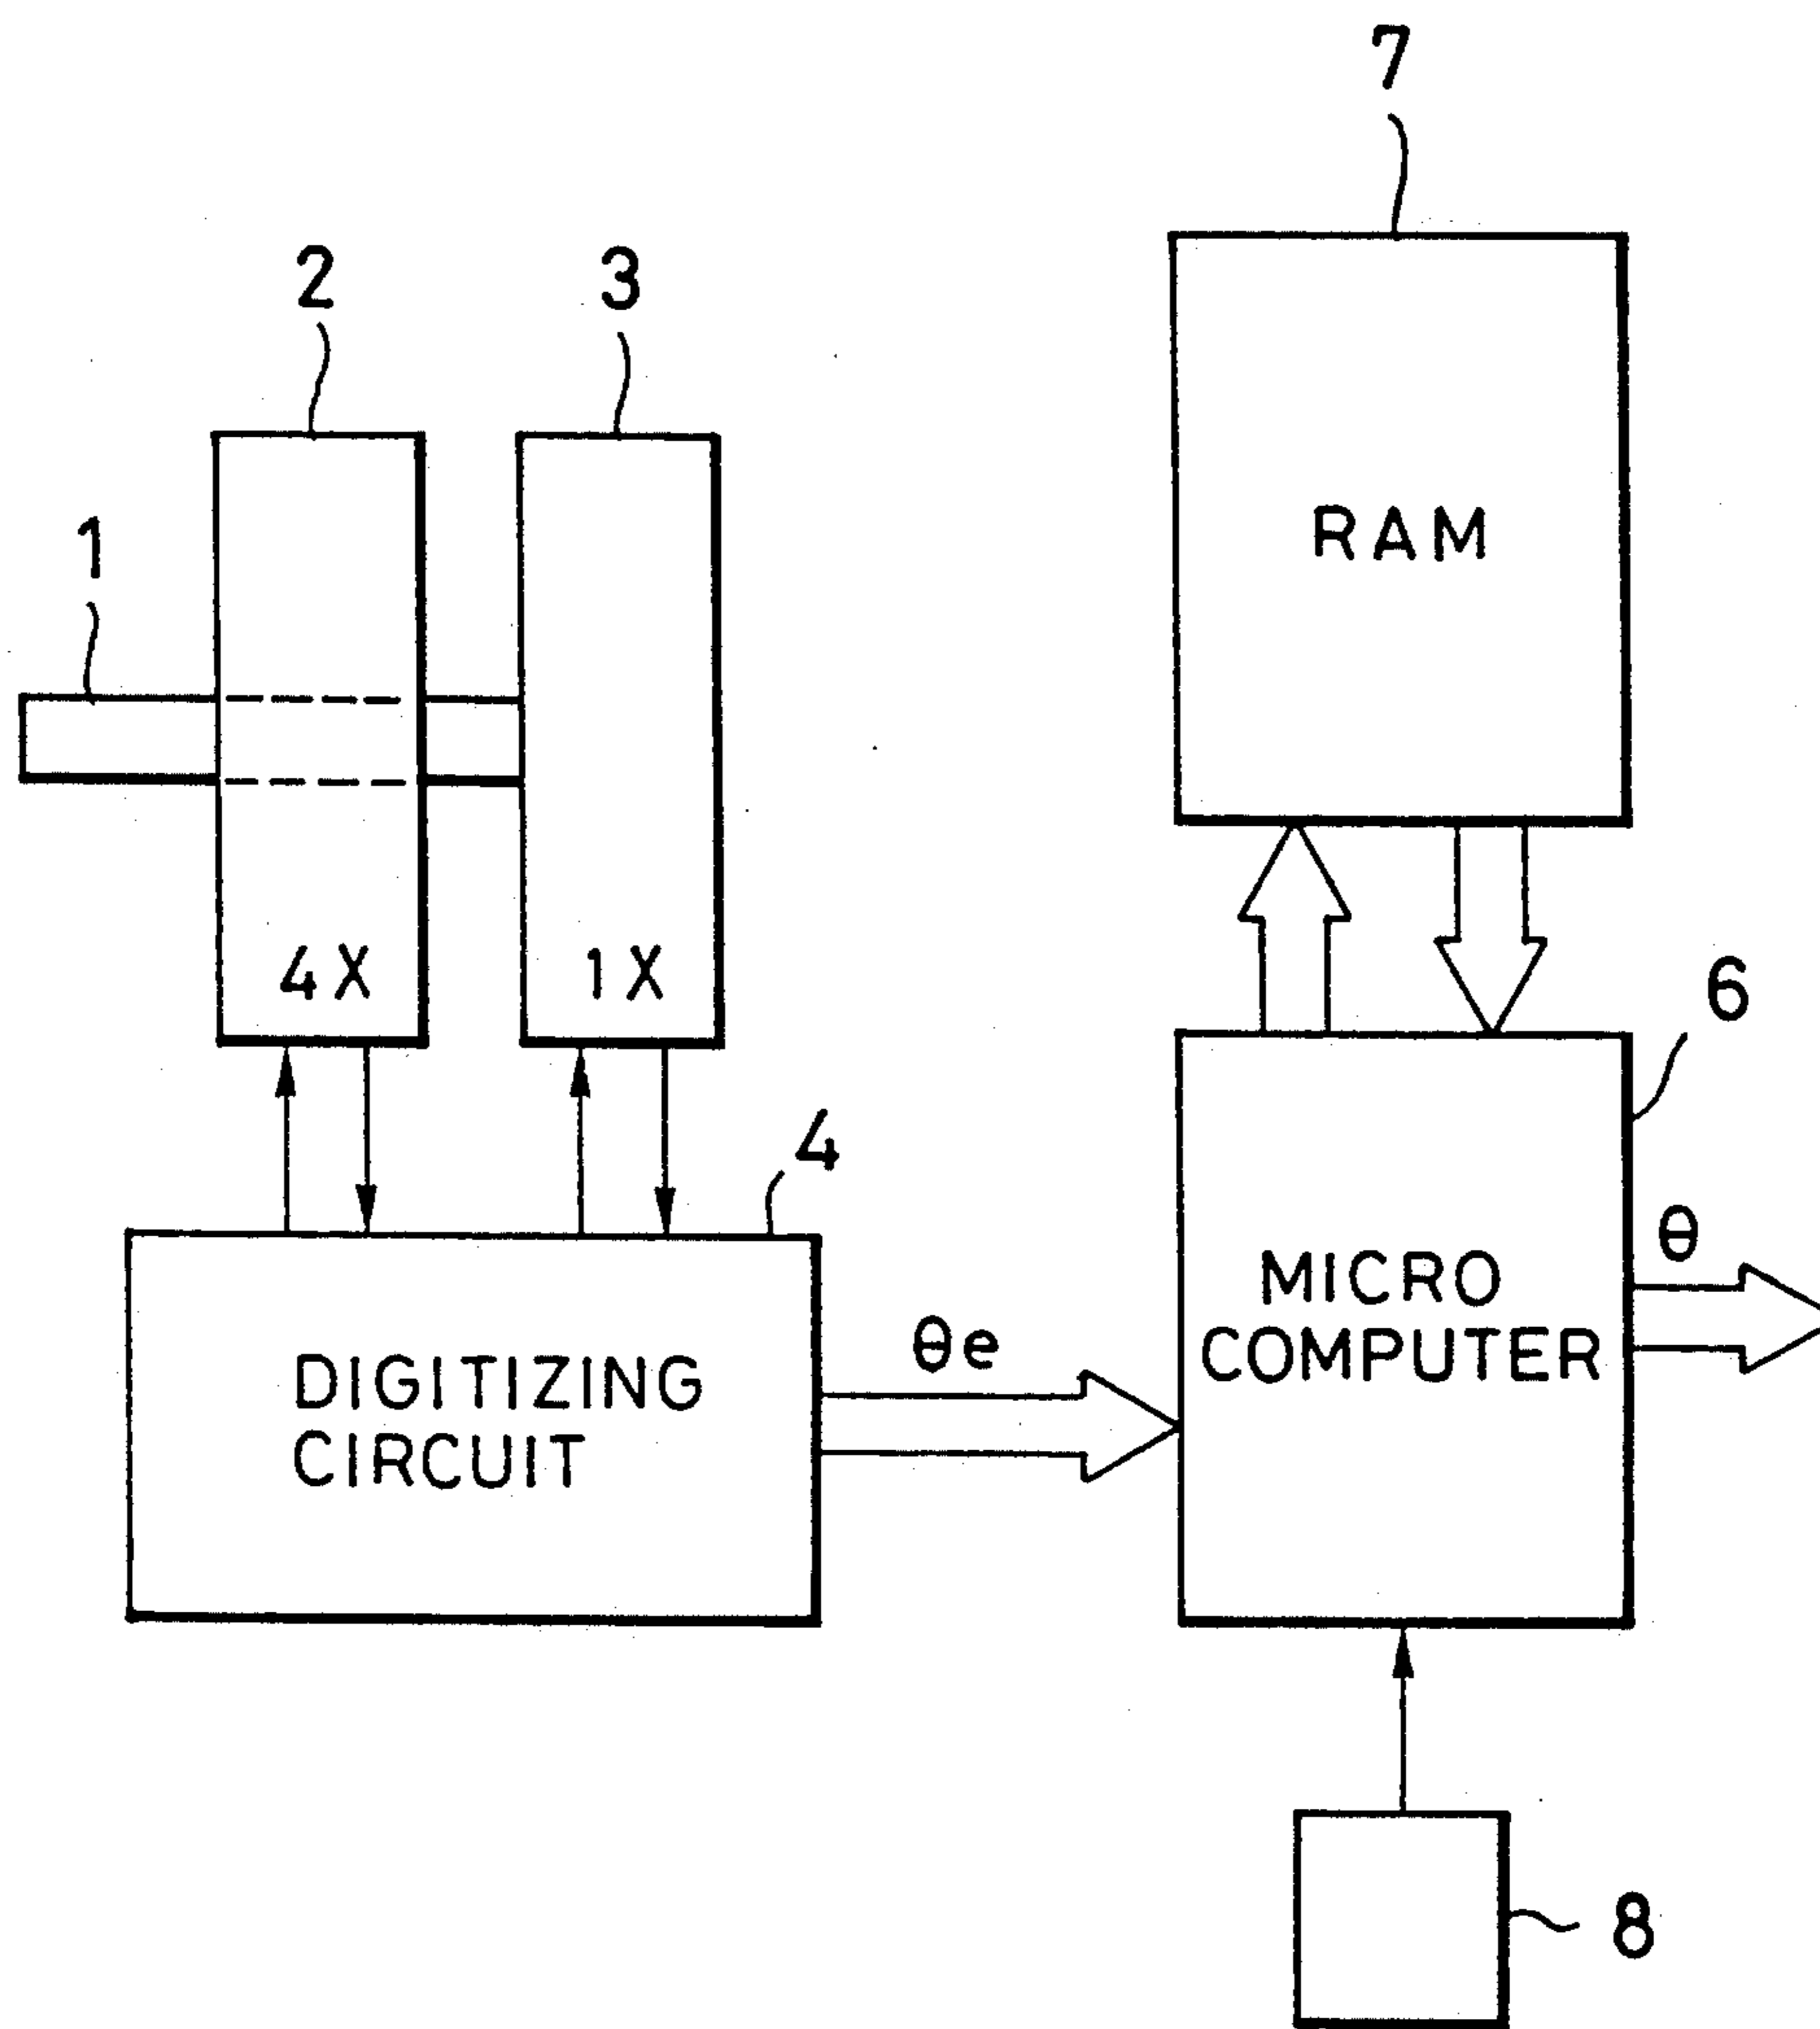 7
2
3
1
RAM
4X
1X
6
4
θ
MICRO
COMPUTER
θe
DIGITIZING
CIRCUIT
8